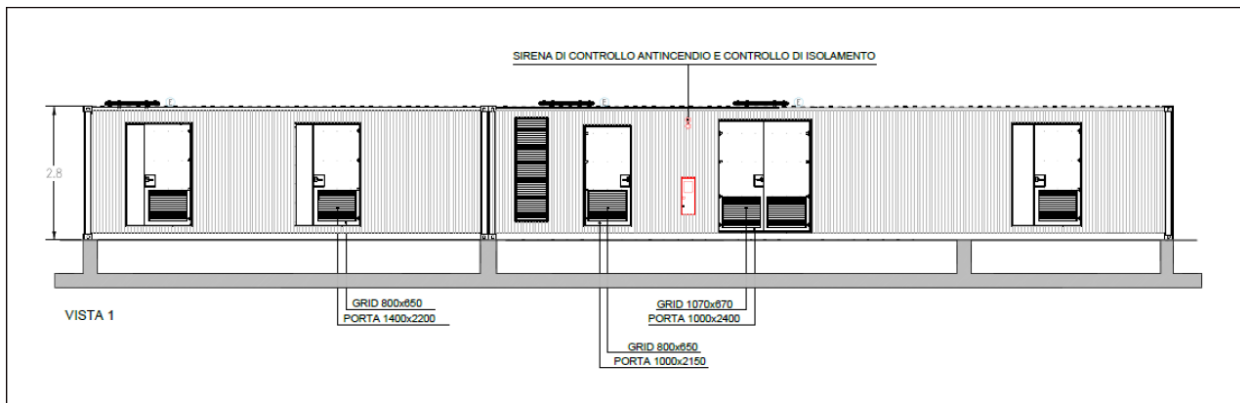 SIRENA DI CONTROLLO ANTINCENDIO E CONTROLLO DI ISOLAMENTO
E
E
E
2.8
GRID 800x650
PORTA 1400x2200
GRID 1070x670
PORTA 1000x2400
VISTA 1
GRID 800x650
PORTA 1000x2150